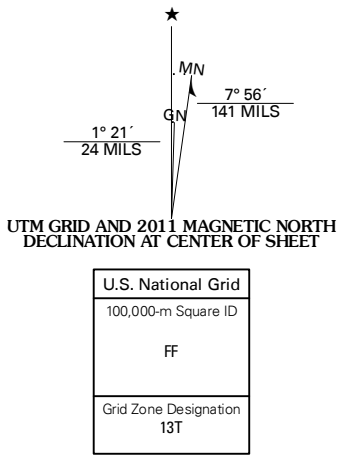 ★
MN
GN
7° 56´
141 MILS
1° 21´
24 MILS
UTM GRID AND 2011 MAGNETIC NORTH
DECLINATION AT CENTER OF SHEET
U.S. National Grid
100,000-m Square ID
FF
Grid Zone Designation
13T